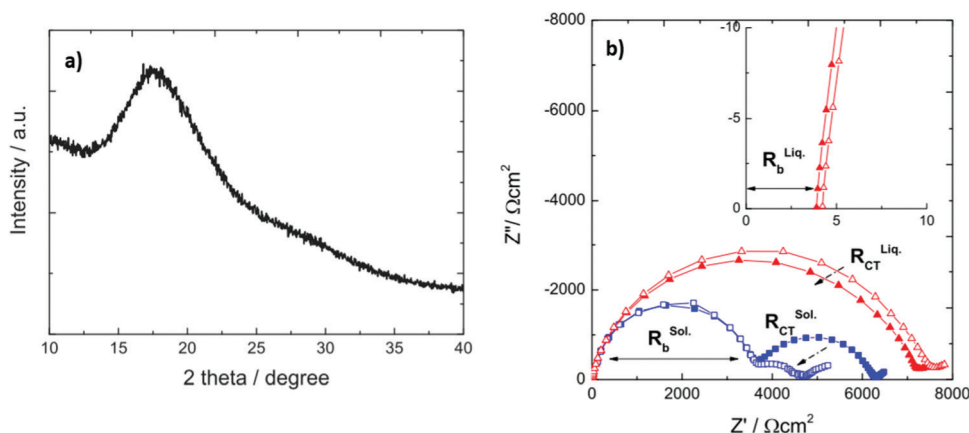 a)
Intensity / a.u.
10 15 20 25 30 35 40
2 theta / degree
b)
Z'' / Ωcm²
-8000
-6000
-4000
-2000
0
0 2000 4000 6000 8000
Z' / Ωcm²
-10
-5
0
0 5 10
R_b^Liq.
R_CT^Liq.
R_b^Sol.
R_CT^Sol.